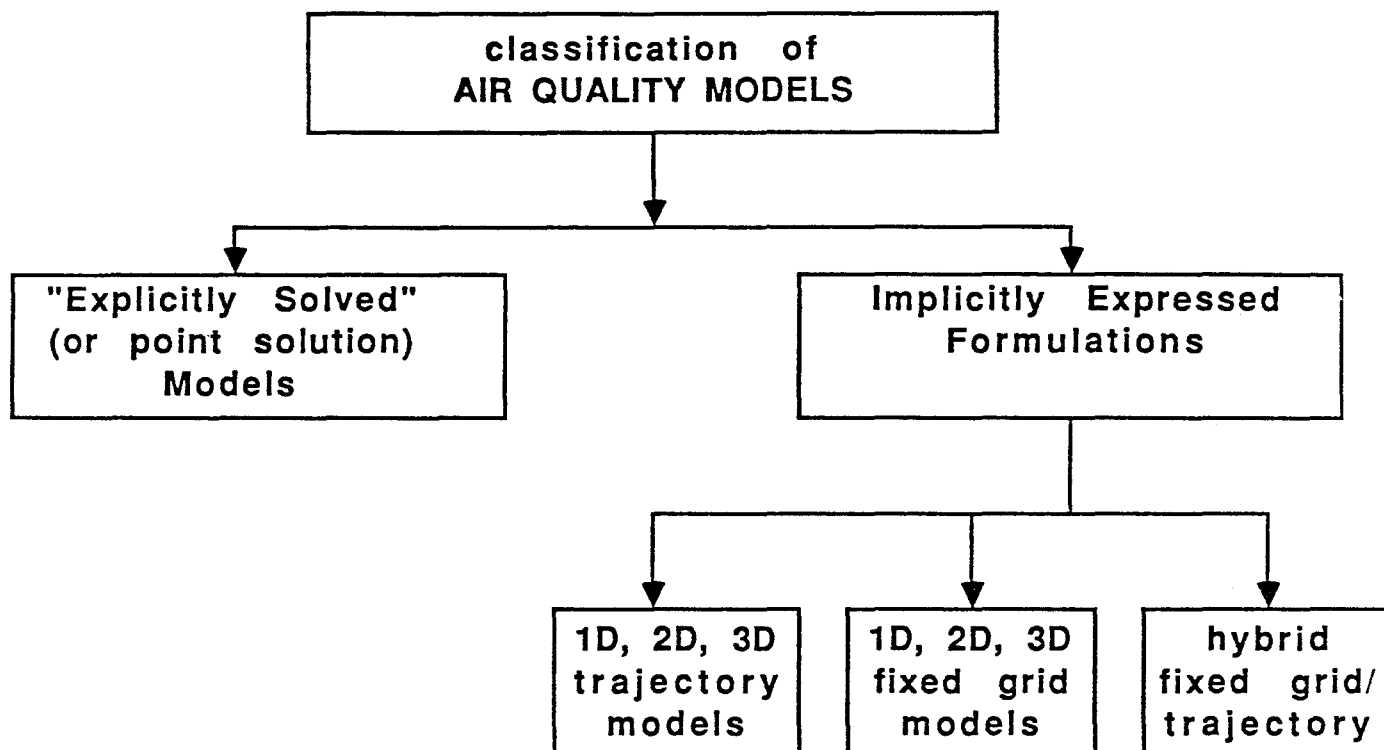 classification of
AIR QUALITY MODELS
"Explicitly Solved"
(or point solution)
Models
Implicitly Expressed
Formulations
1D, 2D, 3D
trajectory
models
1D, 2D, 3D
fixed grid
models
hybrid
fixed grid/
trajectory